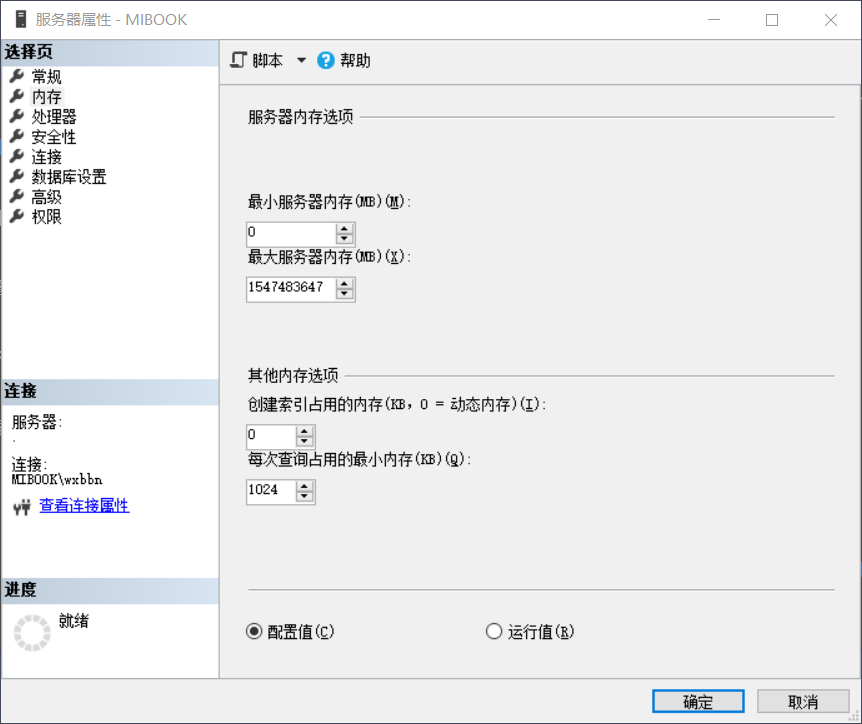 服务器属性 - MIBOOK
选择页
常规
内存
处理器
安全性
连接
数据库设置
高级
权限
连接
服务器:
.
连接:
MIBOOK\wxbbn
查看连接属性
进度
就绪
脚本 帮助
服务器内存选项
最小服务器内存(MB)(M):
0
最大服务器内存(MB)(X):
1547483647
其他内存选项
创建索引占用的内存(KB，0 = 动态内存)(I):
0
每次查询占用的最小内存(KB)(Q):
1024
配置值(C) 运行值(R)
确定 取消